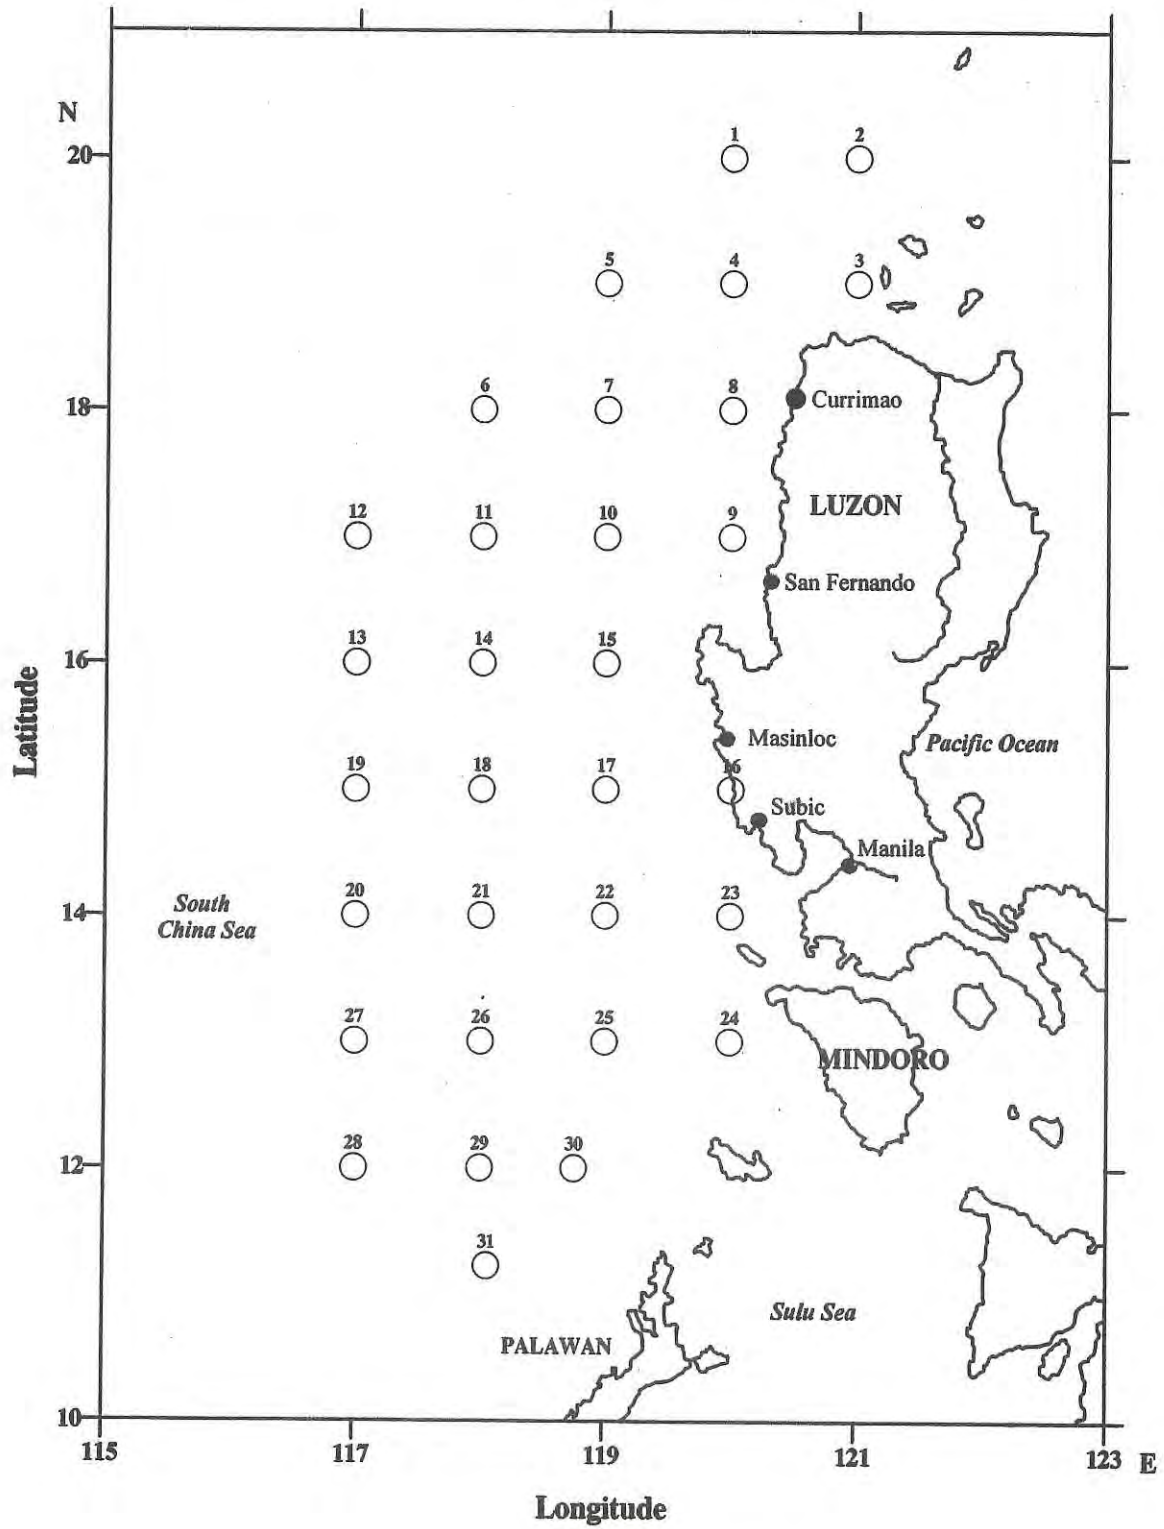 N
1 2
20
5 4 3
6 7 8
18
Currimao
LUZON
12 11 10 9
San Fernando
13 14 15
16
Latitude
Masinloc
Pacific Ocean
19 18 17 16
Subic
Manila
20 21 22 23
14
South
China Sea
27 26 25 24
MINDORO
28 29 30
12
31
Sulu Sea
PALAWAN
10
115 117 119 121 123 E
Longitude